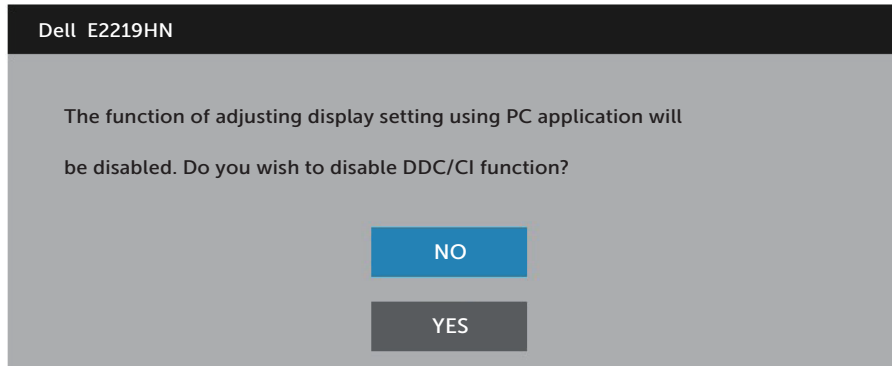 Dell E2219HN
The function of adjusting display setting using PC application will
be disabled. Do you wish to disable DDC/CI function?
NO
YES